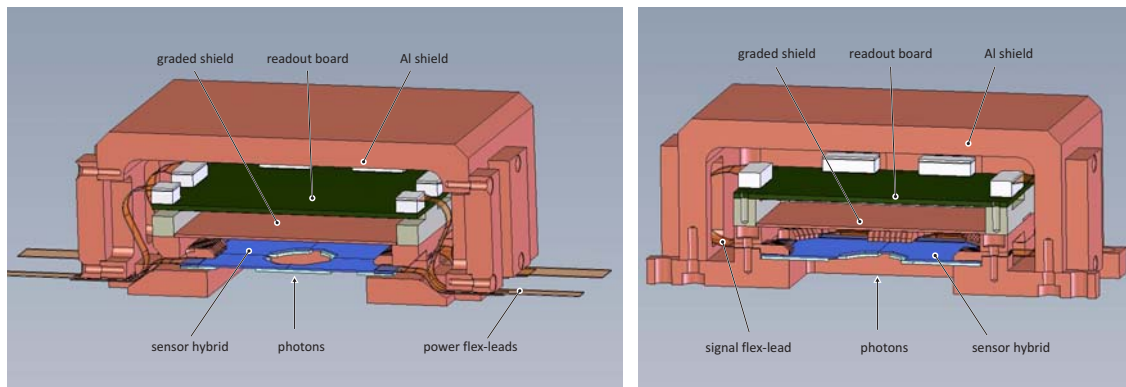 graded shield
readout board
Al shield
sensor hybrid
photons
power flex-leads
graded shield
readout board
Al shield
signal flex-lead
photons
sensor hybrid